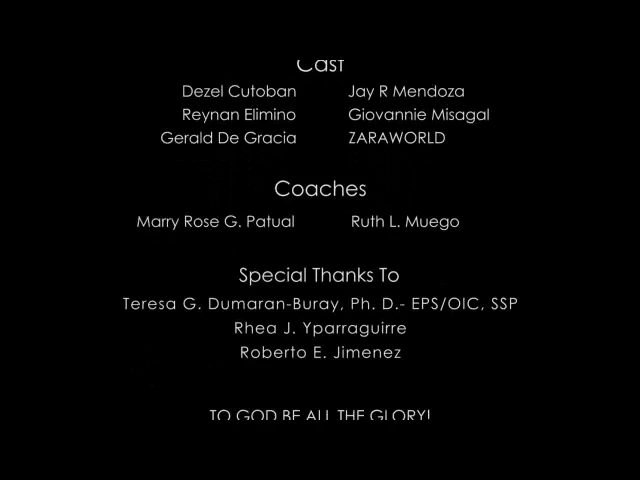 Cast
Dezel Cutoban Jay R Mendoza
Reynan Elimino Giovannie Misagal
Gerald De Gracia ZARAWORLD
Coaches
Marry Rose G. Patual Ruth L. Muego
Special Thanks To
Teresa G. Dumaran-Buray, Ph. D.- EPS/OIC, SSP
Rhea J. Yparraguirre
Roberto E. Jimenez
TO GOD BE ALL THE GLORY!